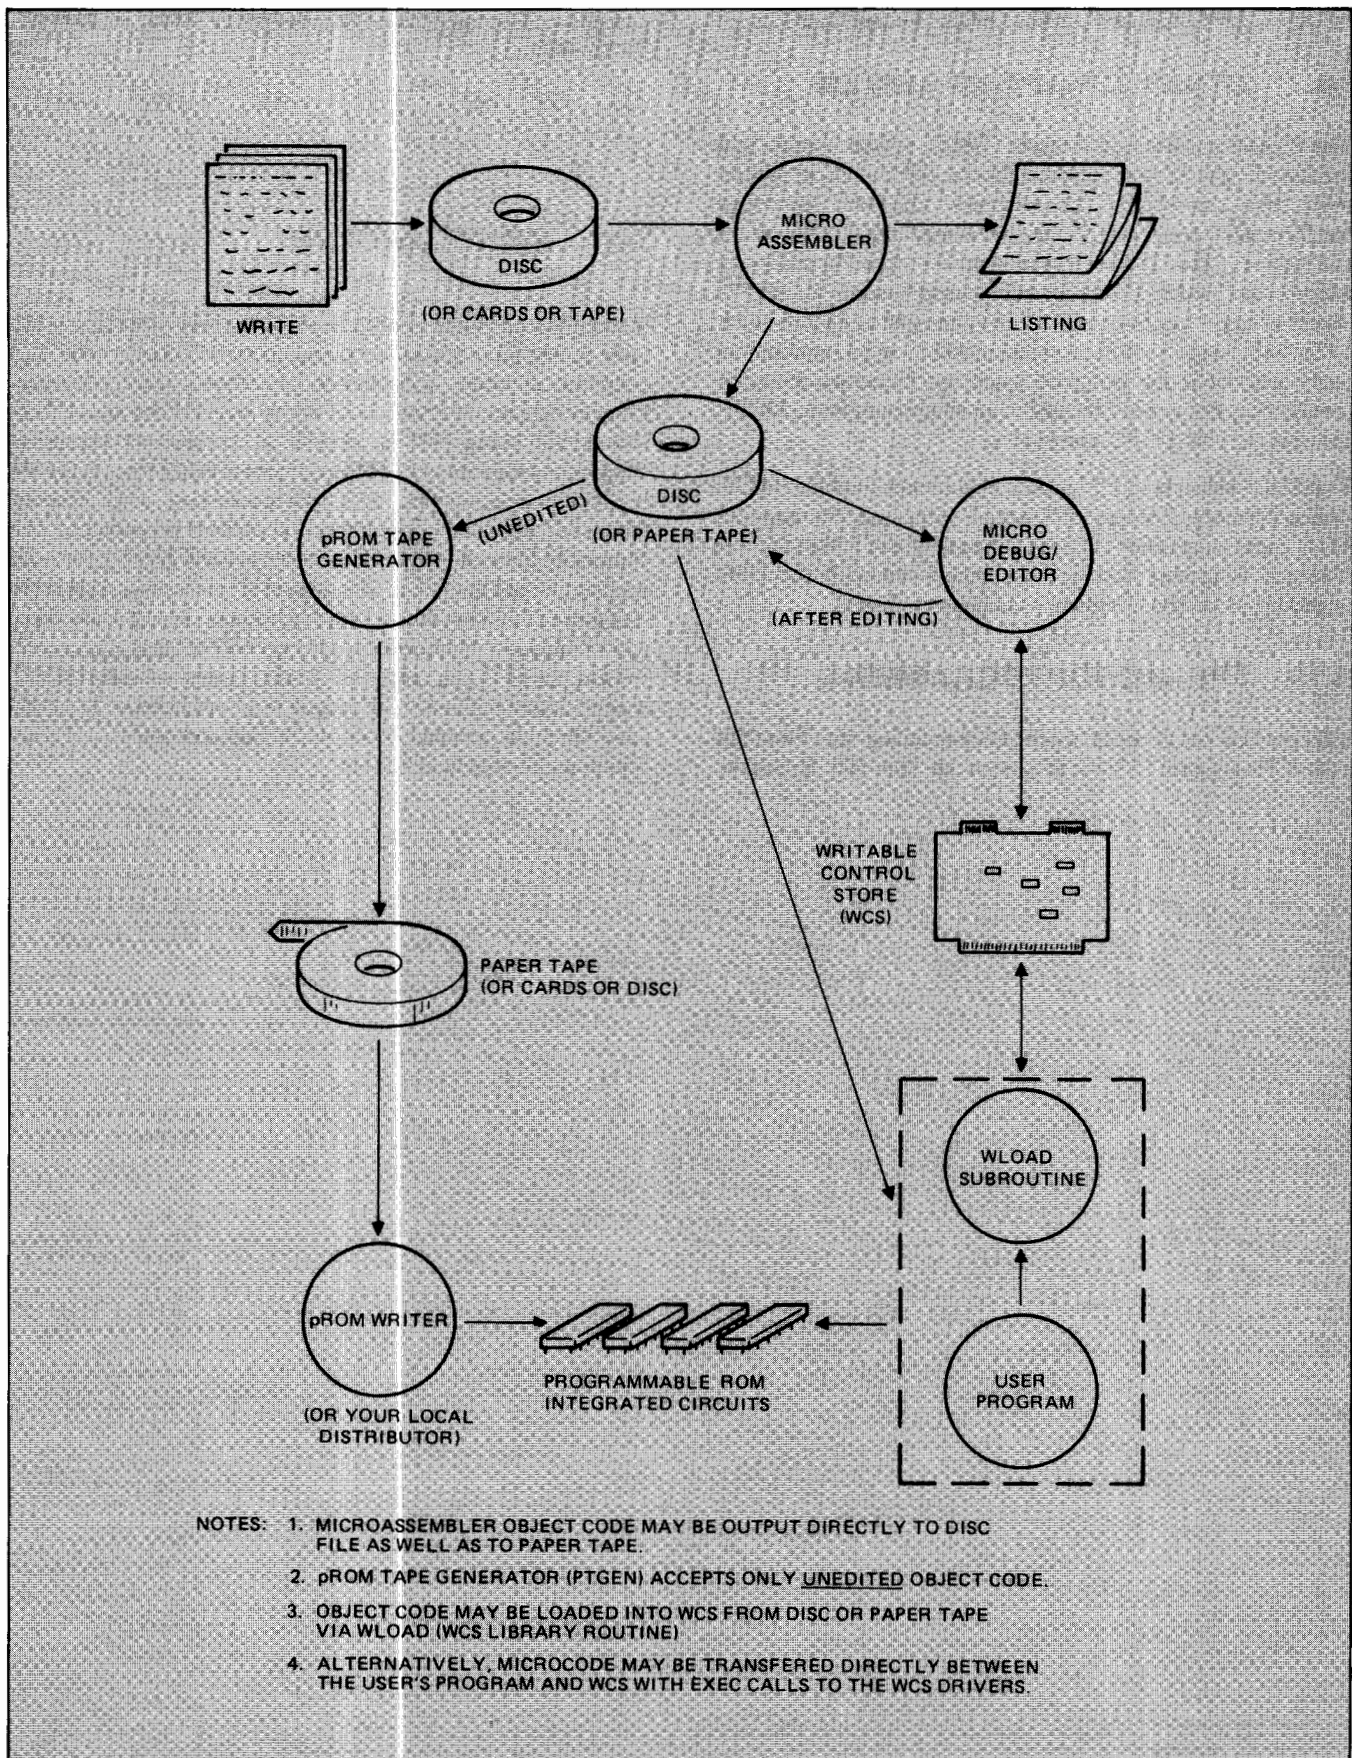 DISC
MICRO
ASSEMBLER
WRITE
(OR CARDS OR TAPE)
LISTING
DISC
(UNEDITED)
(OR PAPER TAPE)
pROM TAPE
GENERATOR
MICRO
DEBUG/
EDITOR
(AFTER EDITING)
WRITABLE
CONTROL
STORE
(WCS)
PAPER TAPE
(OR CARDS OR DISC)
WLOAD
SUBROUTINE
pROM WRITER
(OR YOUR LOCAL
DISTRIBUTOR)
PROGRAMMABLE ROM
INTEGRATED CIRCUITS
USER
PROGRAM
NOTES: 1. MICROASSEMBLER OBJECT CODE MAY BE OUTPUT DIRECTLY TO DISC
FILE AS WELL AS TO PAPER TAPE.
2. pROM TAPE GENERATOR (PTGEN) ACCEPTS ONLY UNEDITED OBJECT CODE.
3. OBJECT CODE MAY BE LOADED INTO WCS FROM DISC OR PAPER TAPE
VIA WLOAD (WCS LIBRARY ROUTINE)
4. ALTERNATIVELY, MICROCODE MAY BE TRANSFERED DIRECTLY BETWEEN
THE USER'S PROGRAM AND WCS WITH EXEC CALLS TO THE WCS DRIVERS.